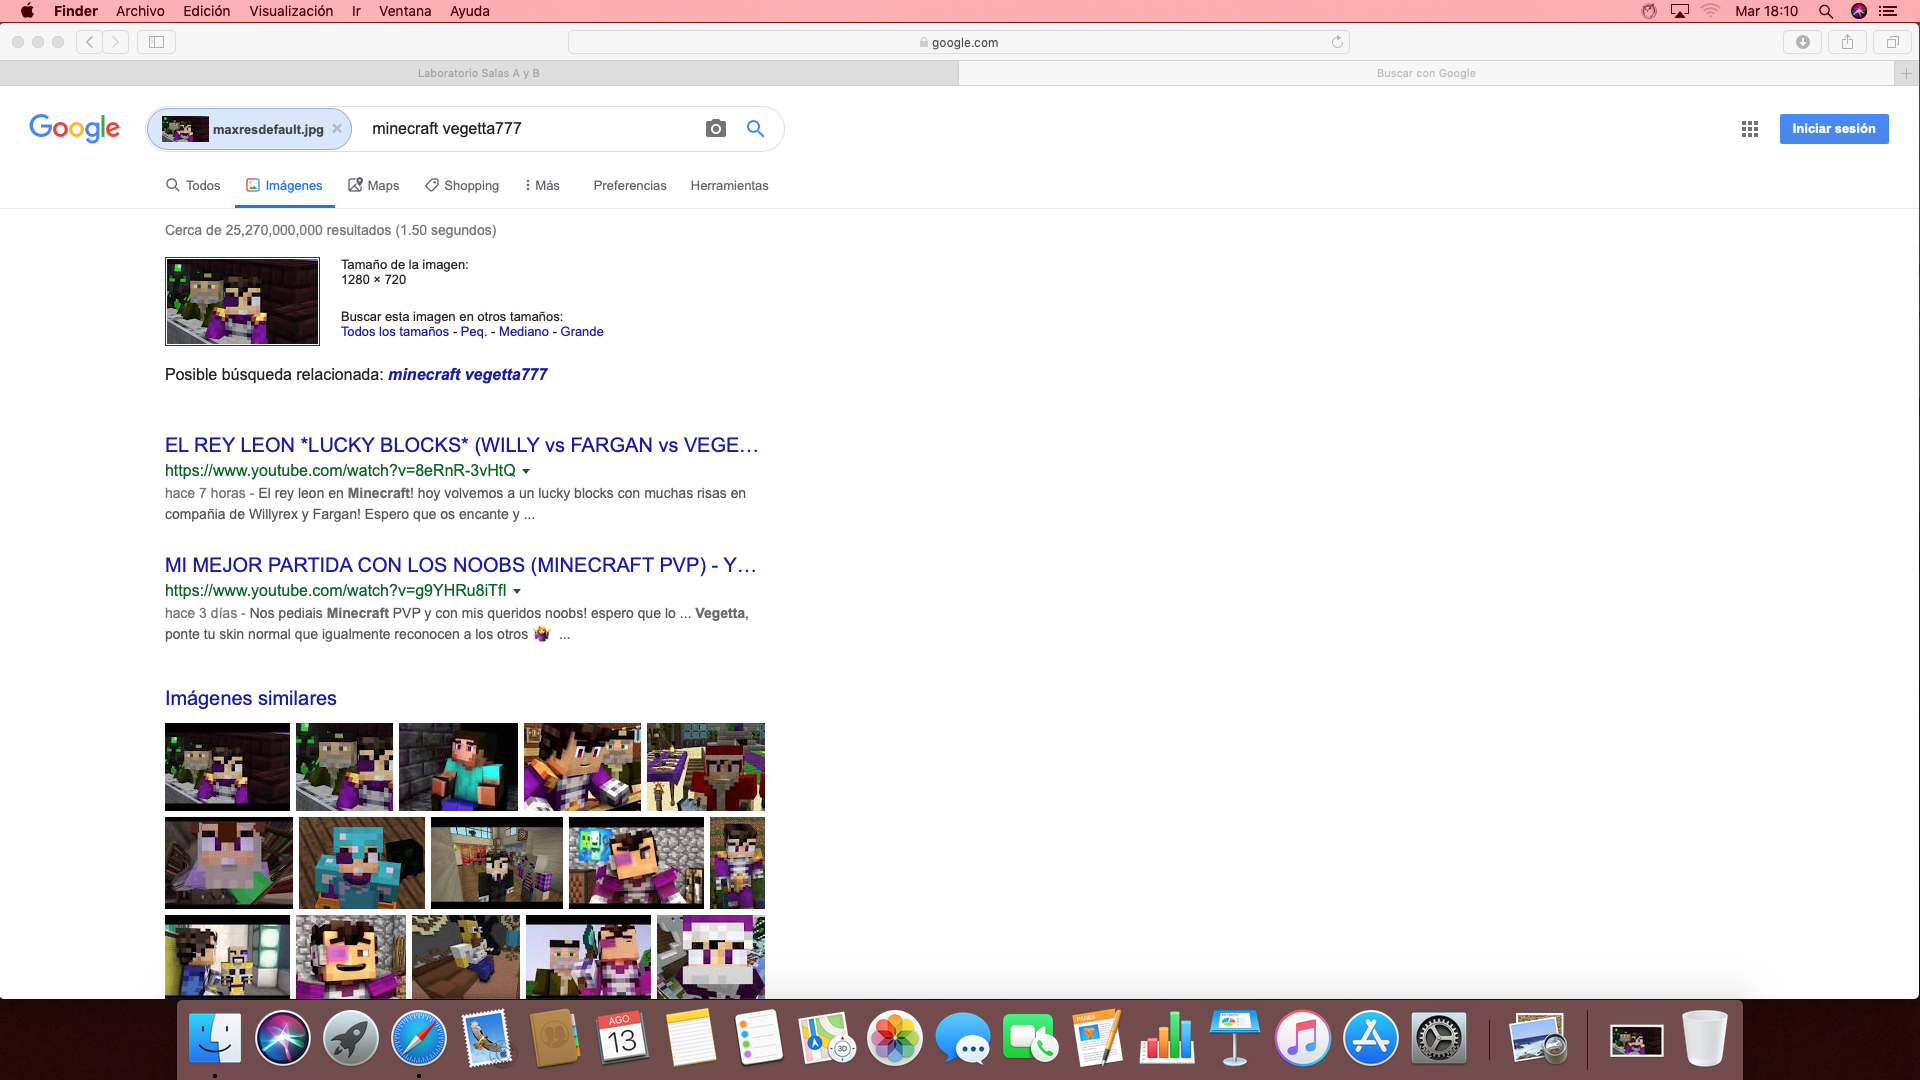 Finder Archivo Edición Visualización Ir Ventana Ayuda Mar 18:10
google.com
Laboratorio Salas A y B Buscar con Google
Google maxresdefault.jpg × minecraft vegetta777 Iniciar sesión
Todos Imágenes Maps Shopping Más Preferencias Herramientas
Cerca de 25,270,000,000 resultados (1.50 segundos)
Tamaño de la imagen:
1280 × 720
Buscar esta imagen en otros tamaños:
Todos los tamaños - Peq. - Mediano - Grande
Posible búsqueda relacionada: minecraft vegetta777
EL REY LEON *LUCKY BLOCKS* (WILLY vs FARGAN vs VEGE…
https://www.youtube.com/watch?v=8eRnR-3vHtQ
hace 7 horas - El rey leon en Minecraft! hoy volvemos a un lucky blocks con muchas risas en
compañia de Willyrex y Fargan! Espero que os encante y ...
MI MEJOR PARTIDA CON LOS NOOBS (MINECRAFT PVP) - Y…
https://www.youtube.com/watch?v=g9YHRu8iTfI
hace 3 días - Nos pediais Minecraft PVP y con mis queridos noobs! espero que lo ... Vegetta,
ponte tu skin normal que igualmente reconocen a los otros 🤷‍♀️ ...
Imágenes similares
AGO
13
3D
PAGES